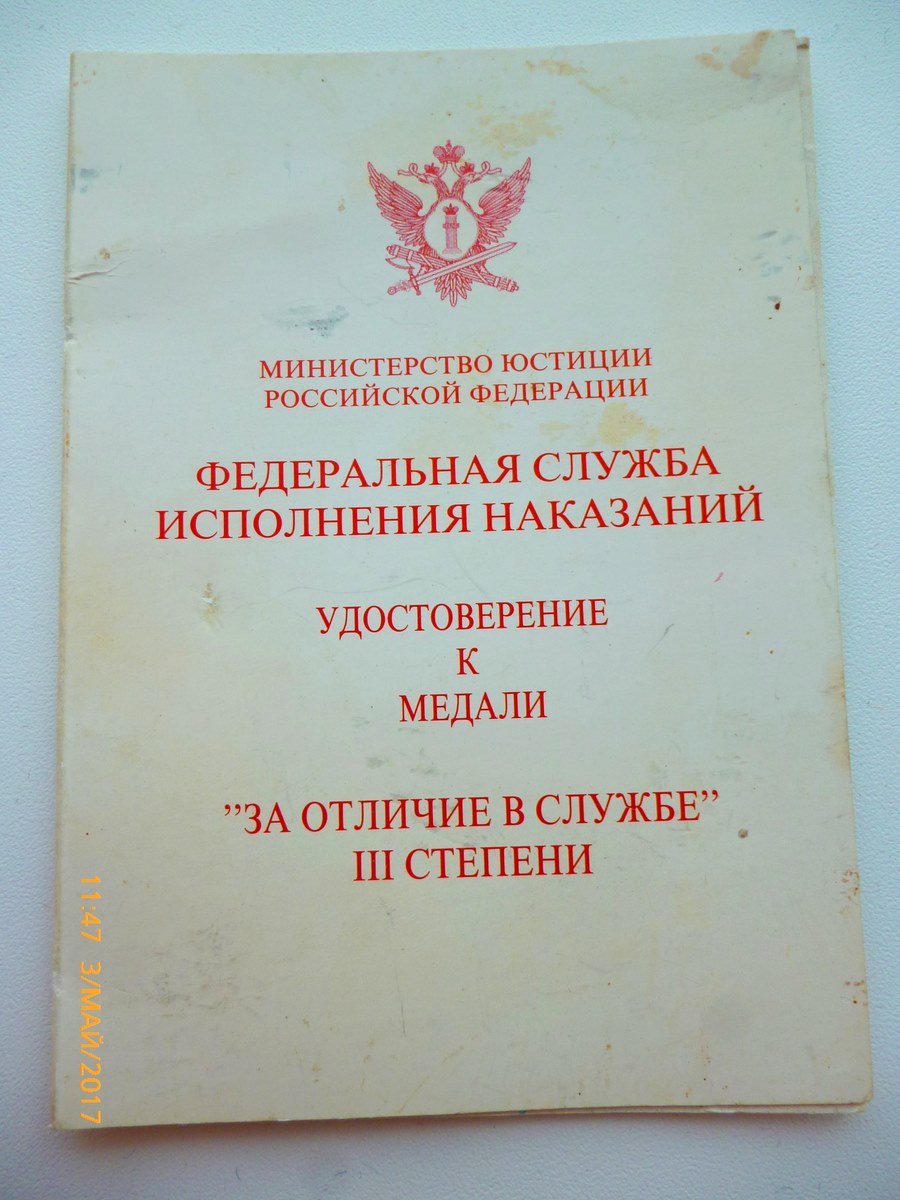 МИНИСТЕРСТВО ЮСТИЦИИ
РОССИЙСКОЙ ФЕДЕРАЦИИ
ФЕДЕРАЛЬНАЯ СЛУЖБА
ИСПОЛНЕНИЯ НАКАЗАНИЙ
УДОСТОВЕРЕНИЕ
К
МЕДАЛИ
”ЗА ОТЛИЧИЕ В СЛУЖБЕ”
III СТЕПЕНИ
11:47 3/МАЙ/2017